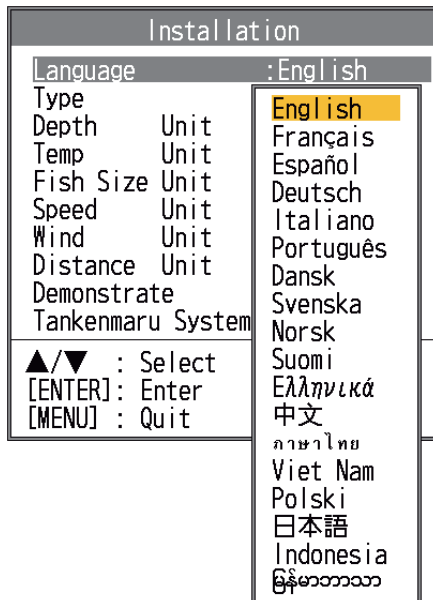 Installation
Language :English
Type
Depth Unit
Temp Unit
Fish Size Unit
Speed Unit
Wind Unit
Distance Unit
Demonstrate
Tankenmaru System
▲/▼ : Select
[ENTER]: Enter
[MENU] : Quit
English
Français
Español
Deutsch
Italiano
Português
Dansk
Svenska
Norsk
Suomi
Ελληνικά
中文
ภาษาไทย
Viet Nam
Polski
日本語
Indonesia
မြန်မာဘာသာ